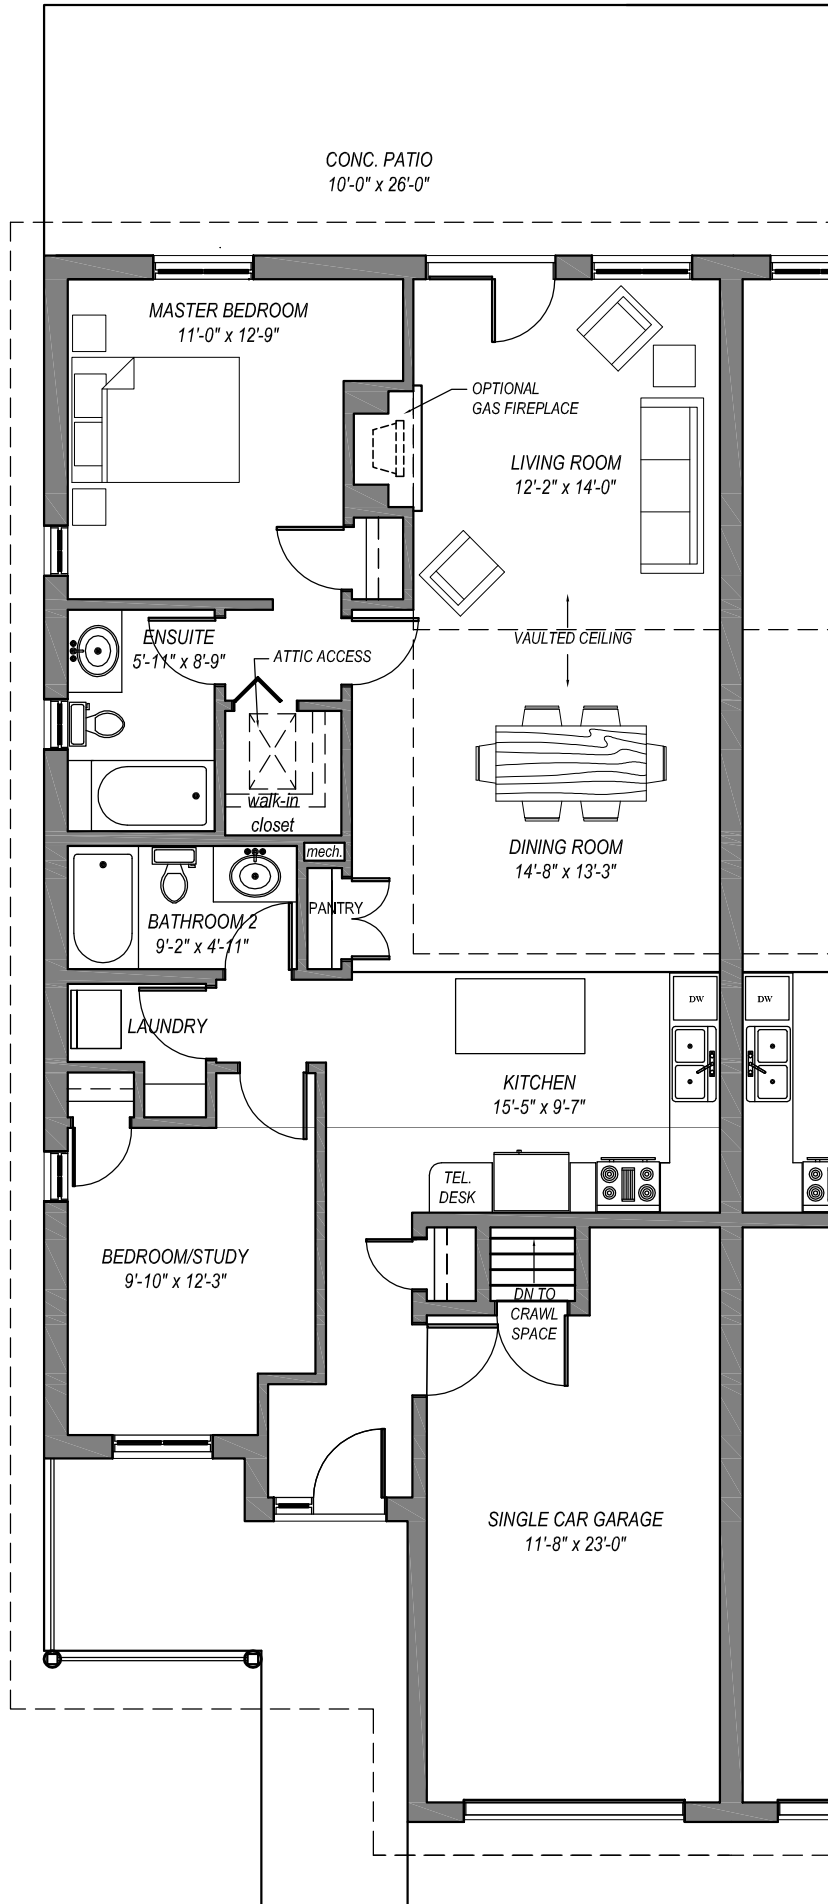 CONC. PATIO
10'-0" x 26'-0"
MASTER BEDROOM
11'-0" x 12'-9"
OPTIONAL
GAS FIREPLACE
LIVING ROOM
12'-2" x 14'-0"
ENSUITE
5'-11" x 8'-9"
ATTIC ACCESS
VAULTED CEILING
walk-in
closet
DINING ROOM
14'-8" x 13'-3"
mech.
PANTRY
BATHROOM 2
9'-2" x 4'-11"
DW
DW
LAUNDRY
KITCHEN
15'-5" x 9'-7"
TEL.
DESK
BEDROOM/STUDY
9'-10" x 12'-3"
DN TO
CRAWL
SPACE
SINGLE CAR GARAGE
11'-8" x 23'-0"